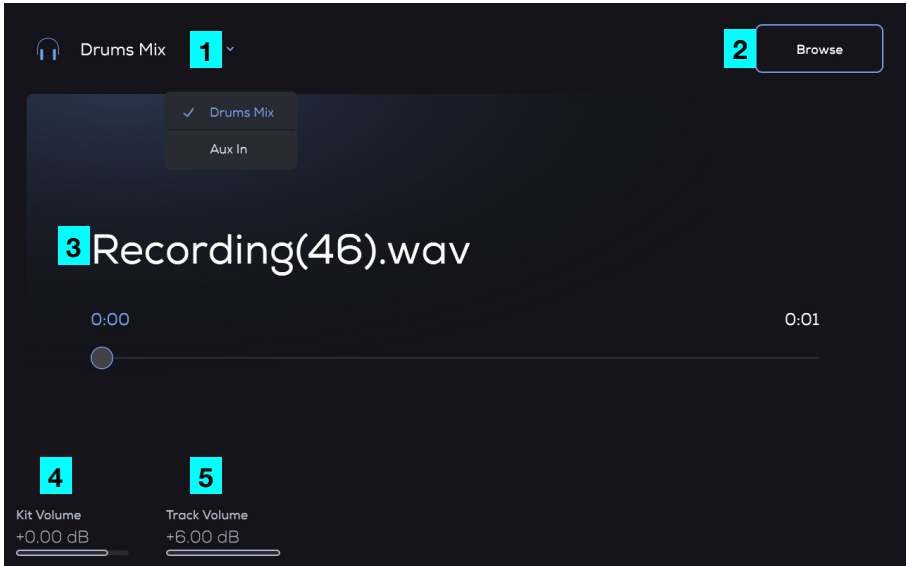 Drums Mix 1
2 Browse
Drums Mix
Aux In
3 Recording(46).wav
0:00 0:01
4 5
Kit Volume Track Volume
+0.00 dB +6.00 dB